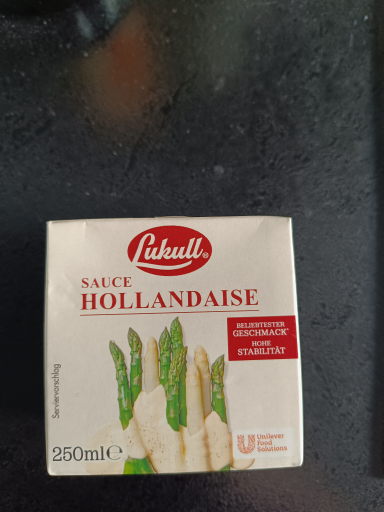 Lukull®
SAUCE
HOLLANDAISE
BELIEBTESTER
GESCHMACK*
HOHE
STABILITÄT
Serviervorschlag
250ml℮
Unilever
Food
Solutions